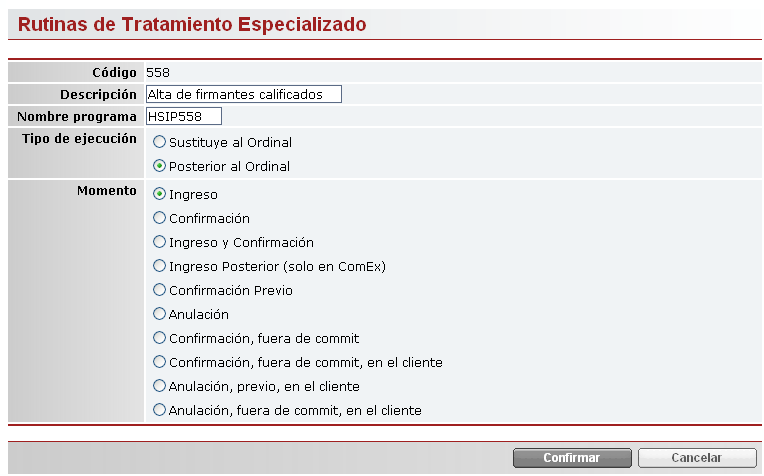 Rutinas de Tratamiento Especializado
Código 558
Descripción Alta de firmantes calificados
Nombre programa HSIP558
Tipo de ejecución Sustituye al Ordinal
Posterior al Ordinal
Momento Ingreso
Confirmación
Ingreso y Confirmación
Ingreso Posterior (solo en ComEx)
Confirmación Previo
Anulación
Confirmación, fuera de commit
Confirmación, fuera de commit, en el cliente
Anulación, previo, en el cliente
Anulación, fuera de commit, en el cliente
Confirmar Cancelar